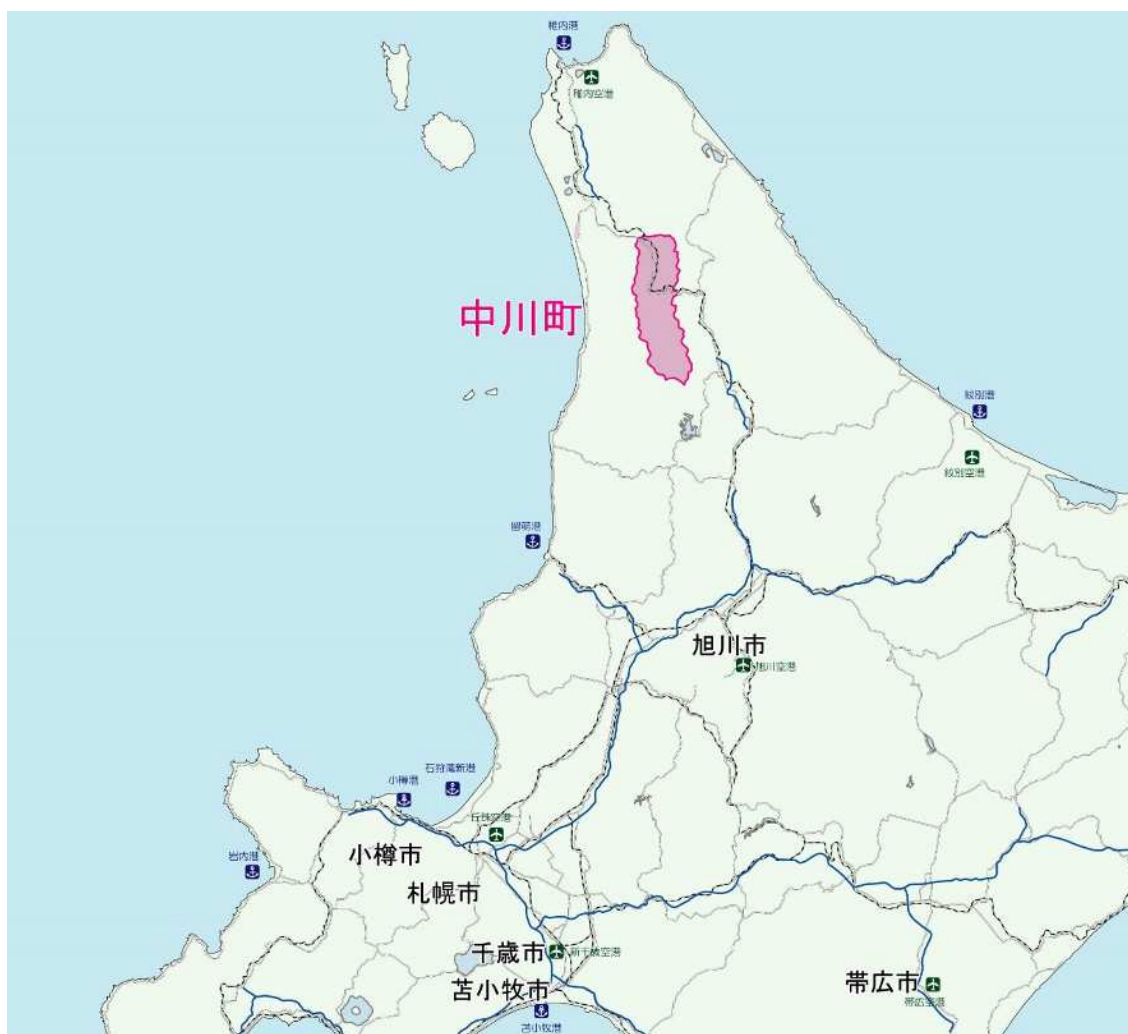 稚内港
稚内空港
中川町
紋別港
紋別空港
留萌港
旭川市
旭川空港
石狩湾新港
小樽港
丘珠空港
小樽市
岩内港
札幌市
千歳市
新千歳空港
苫小牧市
帯広市
帯広空港
苫小牧港